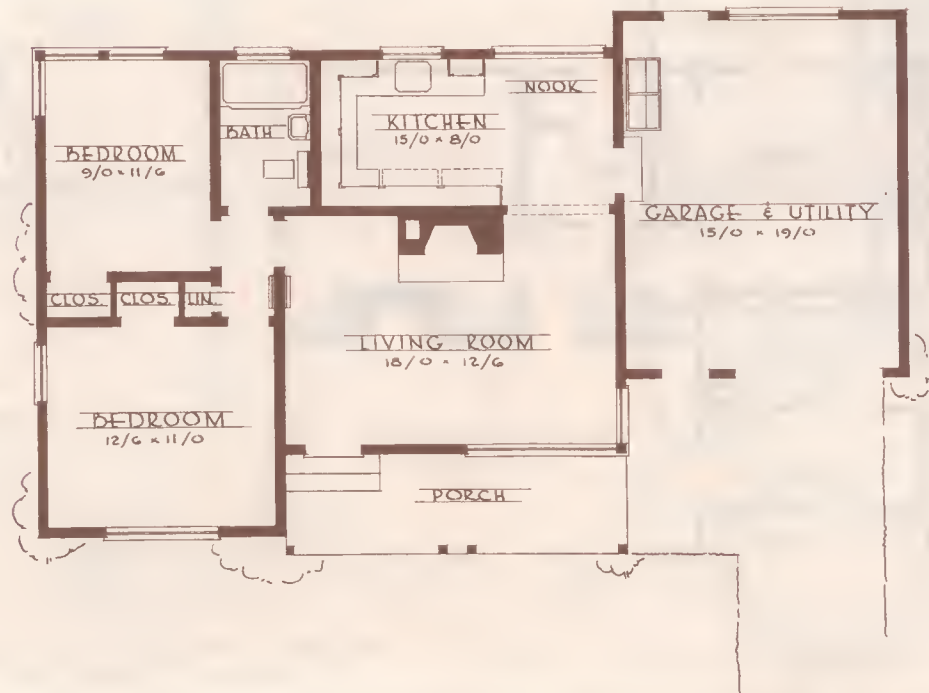 NOOK
KITCHEN
15/0 × 8/0
BATH
BEDROOM
9/0 × 11/6
GARAGE & UTILITY
15/0 × 19/0
CLOS.
CLOS.
LIN.
LIVING ROOM
18/0 × 12/6
BEDROOM
12/6 × 11/0
PORCH